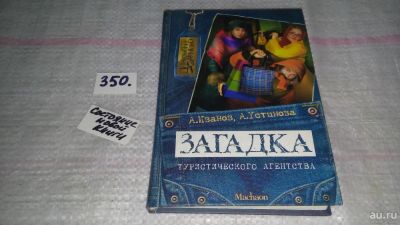 350.
Состояние
новой
книги
А.Иванов, А.Устинова
ЗАГАДКА
ТУРИСТИЧЕСКОГО АГЕНТСТВА
Machaon
au.ru